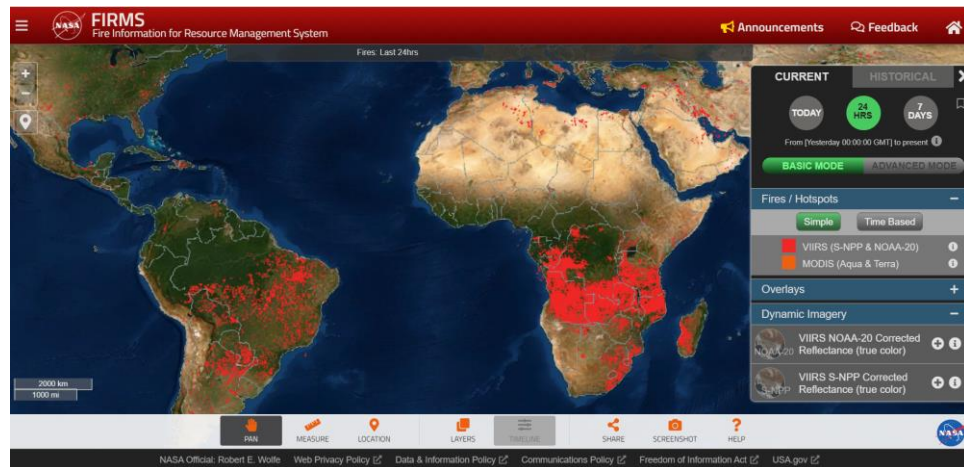 NASA
FIRMS
Fire Information for Resource Management System
Announcements
Feedback
Fires: Last 24hrs
+
−
CURRENT
HISTORICAL
TODAY
24 HRS
7 DAYS
From [Yesterday 00:00:00 GMT] to present
BASIC MODE
ADVANCED MODE
Fires / Hotspots
Simple
Time Based
VIIRS (S-NPP & NOAA-20)
MODIS (Aqua & Terra)
Overlays
Dynamic Imagery
NOAA-20
VIIRS NOAA-20 Corrected
Reflectance (true color)
S-NPP
VIIRS S-NPP Corrected
Reflectance (true color)
2000 km
1000 mi
PAN
MEASURE
LOCATION
LAYERS
TIMELINE
SHARE
SCREENSHOT
HELP
NASA
NASA Official: Robert E. Wolfe Web Privacy Policy Data & Information Policy Communications Policy Freedom of Information Act USA.gov